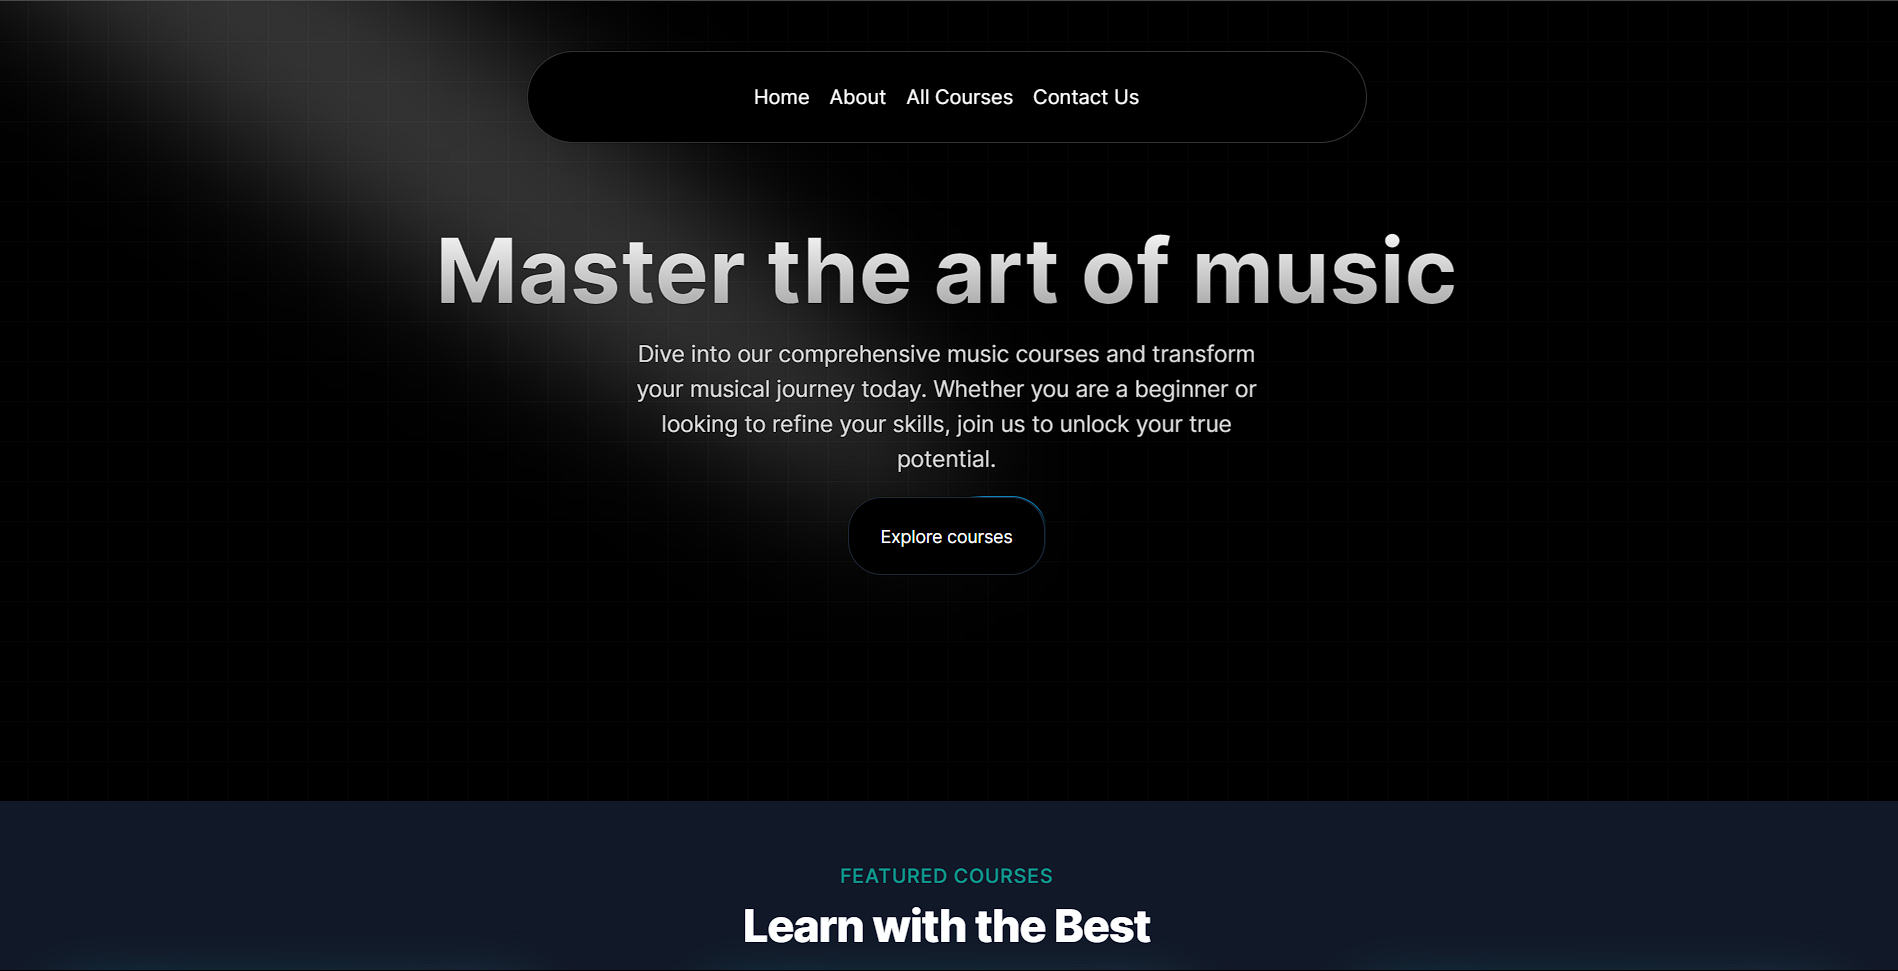 Home About All Courses Contact Us
Master the art of music
Dive into our comprehensive music courses and transform
your musical journey today. Whether you are a beginner or
looking to refine your skills, join us to unlock your true
potential.
Explore courses
FEATURED COURSES
Learn with the Best